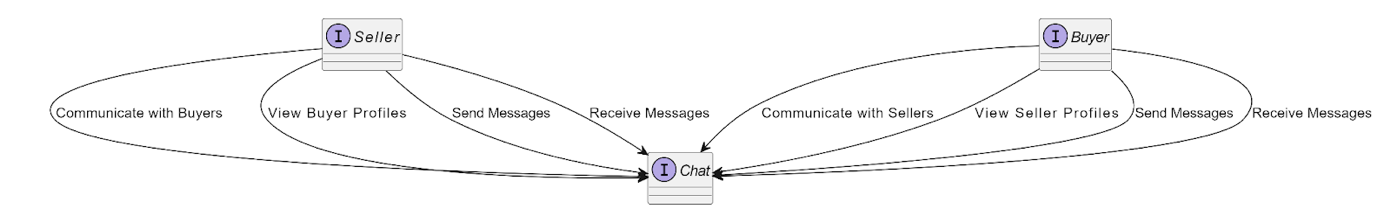 I Seller
I Buyer
Communicate with Buyers
View Buyer Profiles
Send Messages
Receive Messages
Communicate with Sellers
View Seller Profiles
Send Messages
Receive Messages
I Chat